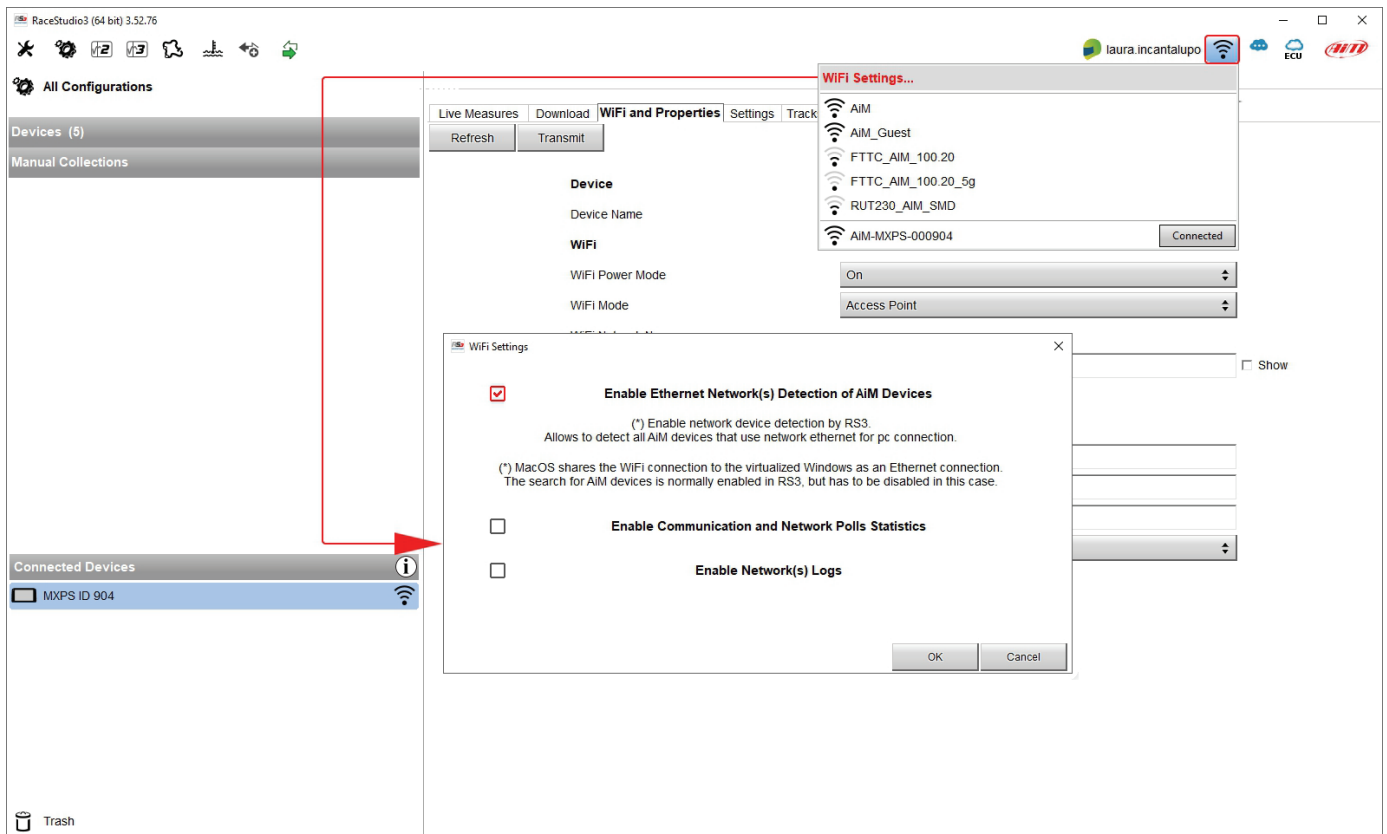 RaceStudio3 (64 bit) 3.52.76
laura.incantalupo
ECU
AiM
All Configurations
WiFi Settings...
AiM
AiM_Guest
FTTC_AIM_100.20
FTTC_AIM_100.20_5g
RUT230_AIM_SMD
AiM-MXPS-000904
Connected
Devices (5)
Manual Collections
Live Measures
Download
WiFi and Properties
Settings
Track
Refresh
Transmit
Device
Device Name
WiFi
WiFi Power Mode
On
WiFi Mode
Access Point
Show
WiFi Settings
Enable Ethernet Network(s) Detection of AiM Devices
(*) Enable network device detection by RS3.
Allows to detect all AiM devices that use network ethernet for pc connection.
(*) MacOS shares the WiFi connection to the virtualized Windows as an Ethernet connection.
The search for AiM devices is normally enabled in RS3, but has to be disabled in this case.
Enable Communication and Network Polls Statistics
Enable Network(s) Logs
OK
Cancel
Connected Devices
MXPS ID 904
Trash